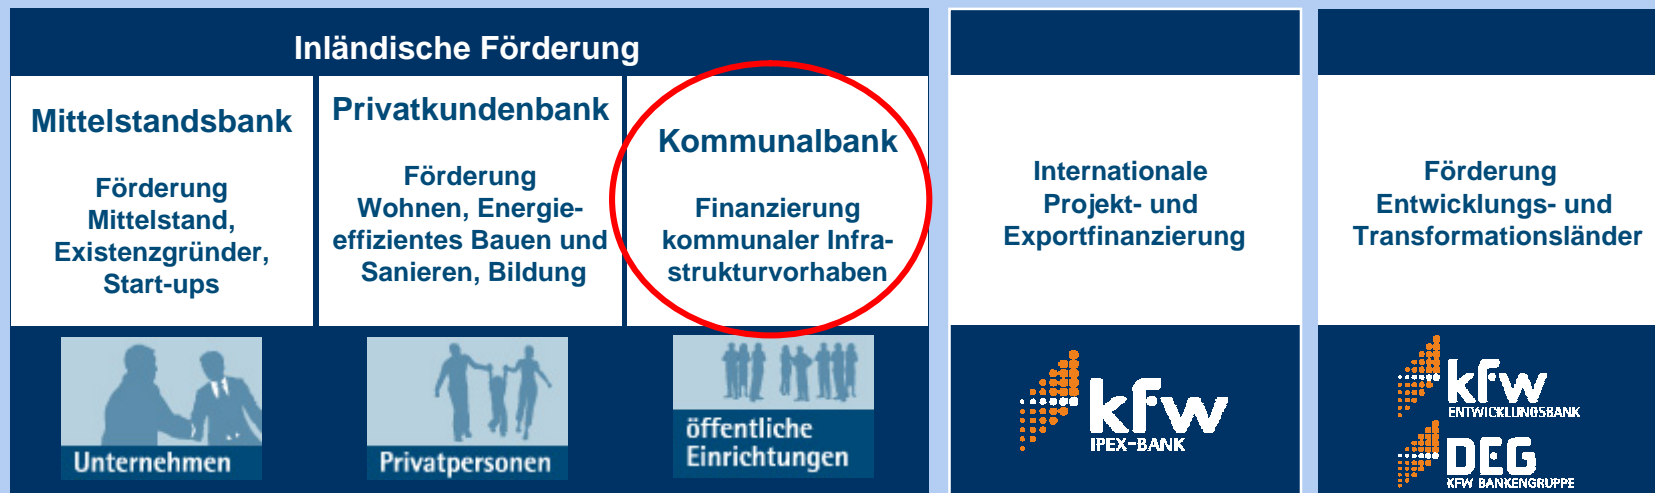 Inländische Förderung
Mittelstandsbank
Förderung
Mittelstand,
Existenzgründer,
Start-ups
Unternehmen
Privatkundenbank
Förderung
Wohnen, Energie-
effizientes Bauen und
Sanieren, Bildung
Privatpersonen
Kommunalbank
Finanzierung
kommunaler Infra-
strukturvorhaben
öffentliche
Einrichtungen
Internationale
Projekt- und
Exportfinanzierung
kfw
IPEX-BANK
Förderung
Entwicklungs- und
Transformationsländer
kfw
ENTWICKLUNGSBANK
DEG
KFW BANKENGRUPPE